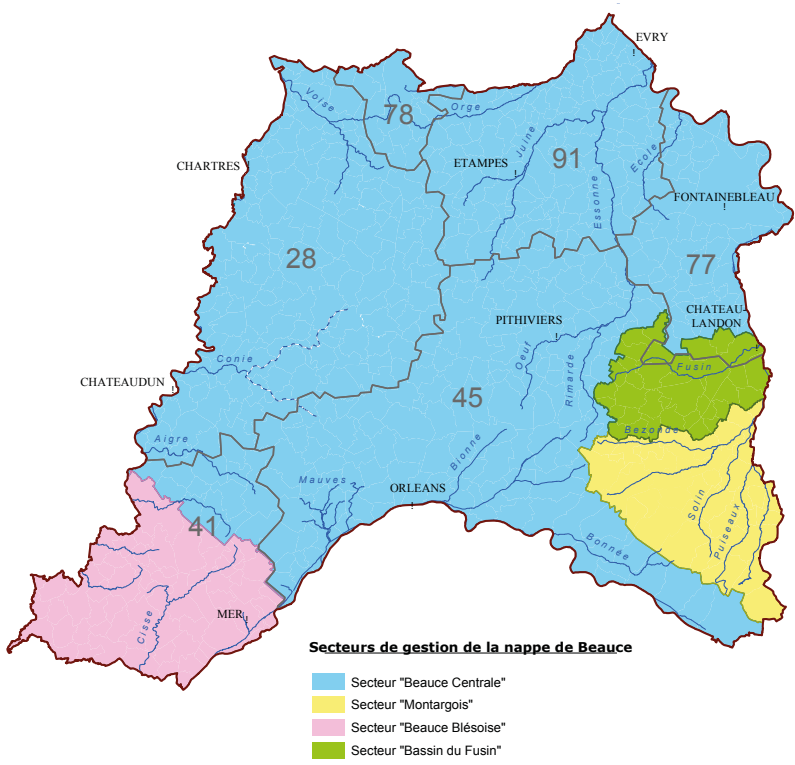 EVRY
Voise
78
Orge
Juine
CHARTRES
ETAMPES
91
Ecole
Essonne
FONTAINEBLEAU
28
77
CHATEAU-
LANDON
PITHIVIERS
Oeuf
Conie
Fusin
CHATEAUDUN
Rimarde
45
Bezonde
Aigre
Bionne
Mauves
ORLEANS
Solin
Puiseaux
41
Bonnée
MER
Cisse
Secteurs de gestion de la nappe de Beauce
Secteur "Beauce Centrale"
Secteur "Montargois"
Secteur "Beauce Blésoise"
Secteur "Bassin du Fusin"